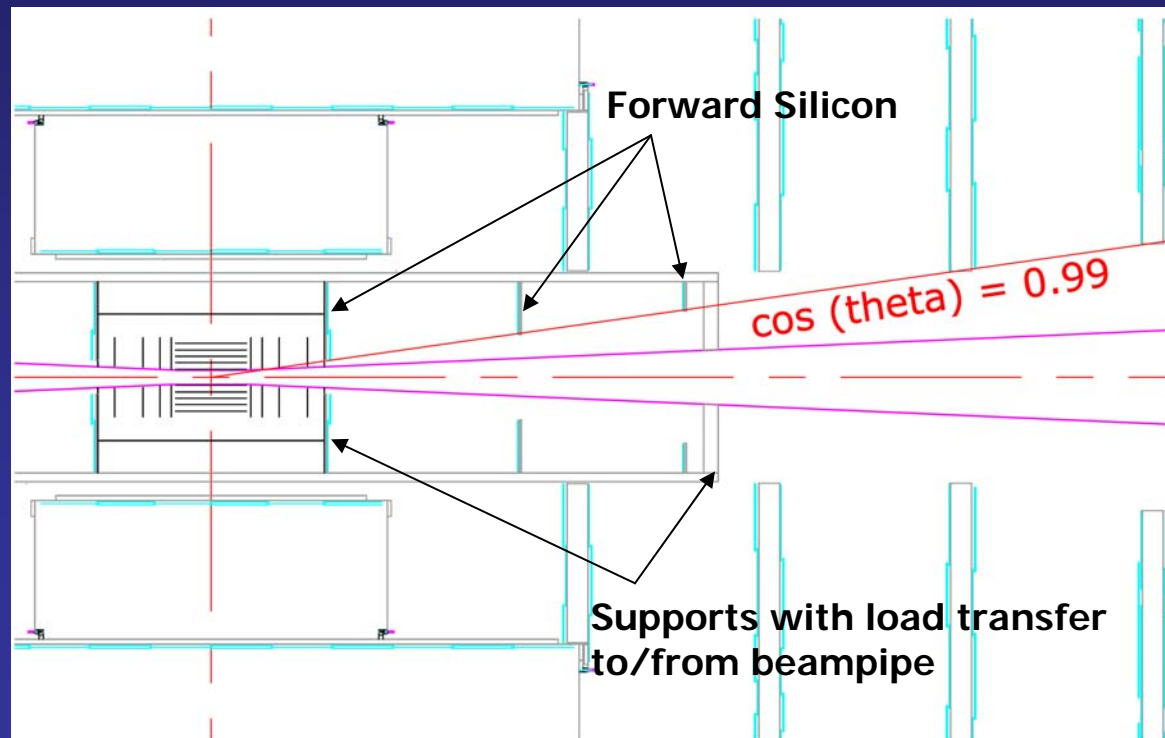 Forward Silicon
cos (theta) = 0.99
Supports with load transfer
to/from beampipe